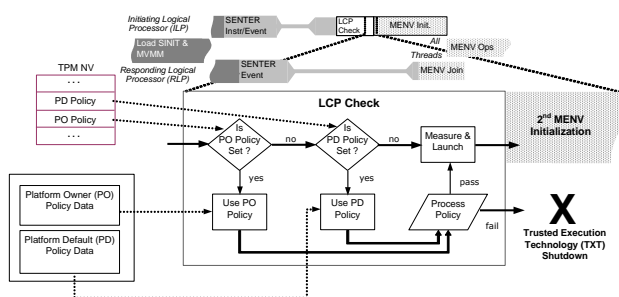 Initiating Logical
Processor (ILP)
SENTER
Instr/Event
LCP
Check
MENV Init.
All
MENV Ops
Load SINIT &
MVMM
Threads
Responding Logical
Processor (RLP)
SENTER
Event
MENV Join
TPM NV
. . .
PD Policy
PO Policy
. . .
LCP Check
Is
PO Policy
Set ?
no
Is
PD Policy
Set ?
no
Measure &
Launch
2nd MENV
Initialization
yes
yes
pass
Platform Owner (PO)
Policy Data
Platform Default (PD)
Policy Data
Use PO
Policy
Use PD
Policy
Process
Policy
fail
X
Trusted Execution
Technology (TXT)
Shutdown